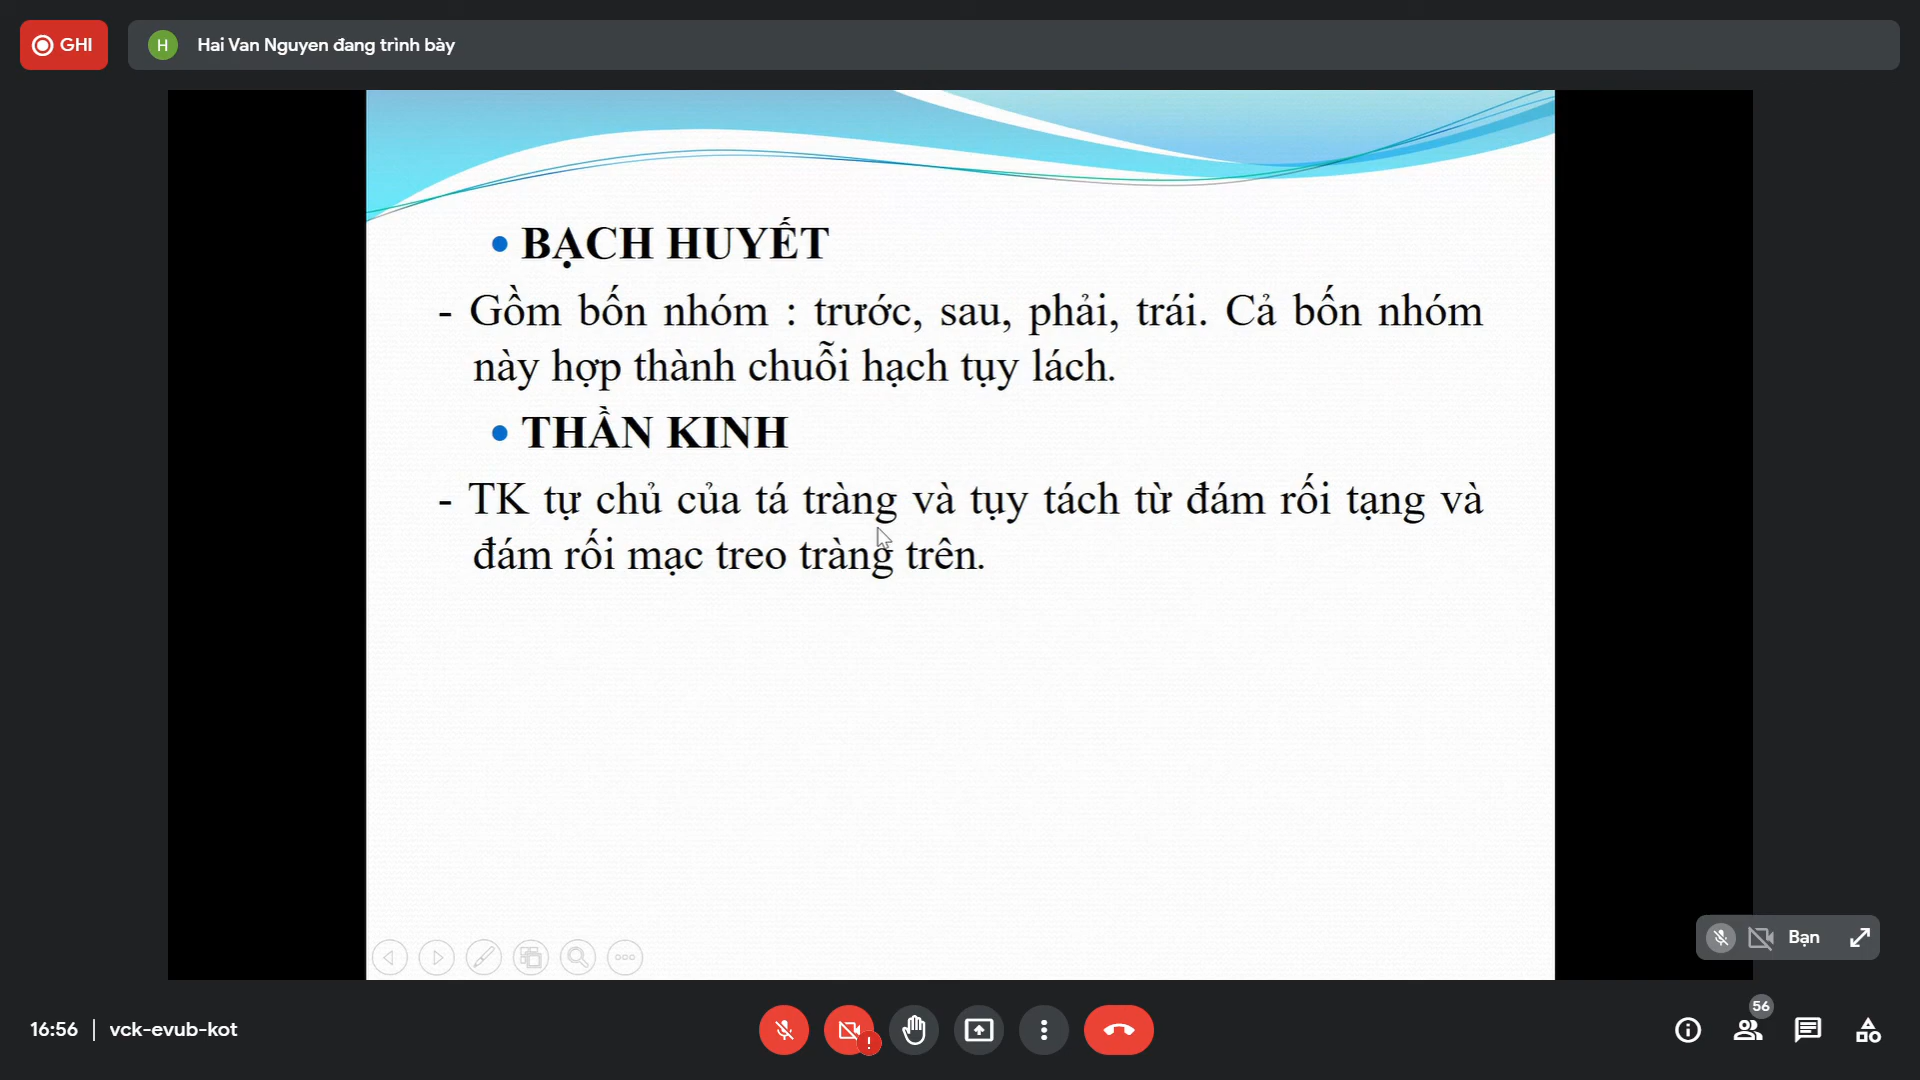 GHI
H
Hai Van Nguyen đang trình bày
• BẠCH HUYẾT
- Gồm bốn nhóm : trước, sau, phải, trái. Cả bốn nhóm
này hợp thành chuỗi hạch tụy lách.
• THẦN KINH
- TK tự chủ của tá tràng và tụy tách từ đám rối tạng và
đám rối mạc treo tràng trên.
Bạn
16:56 | vck-evub-kot
!
56